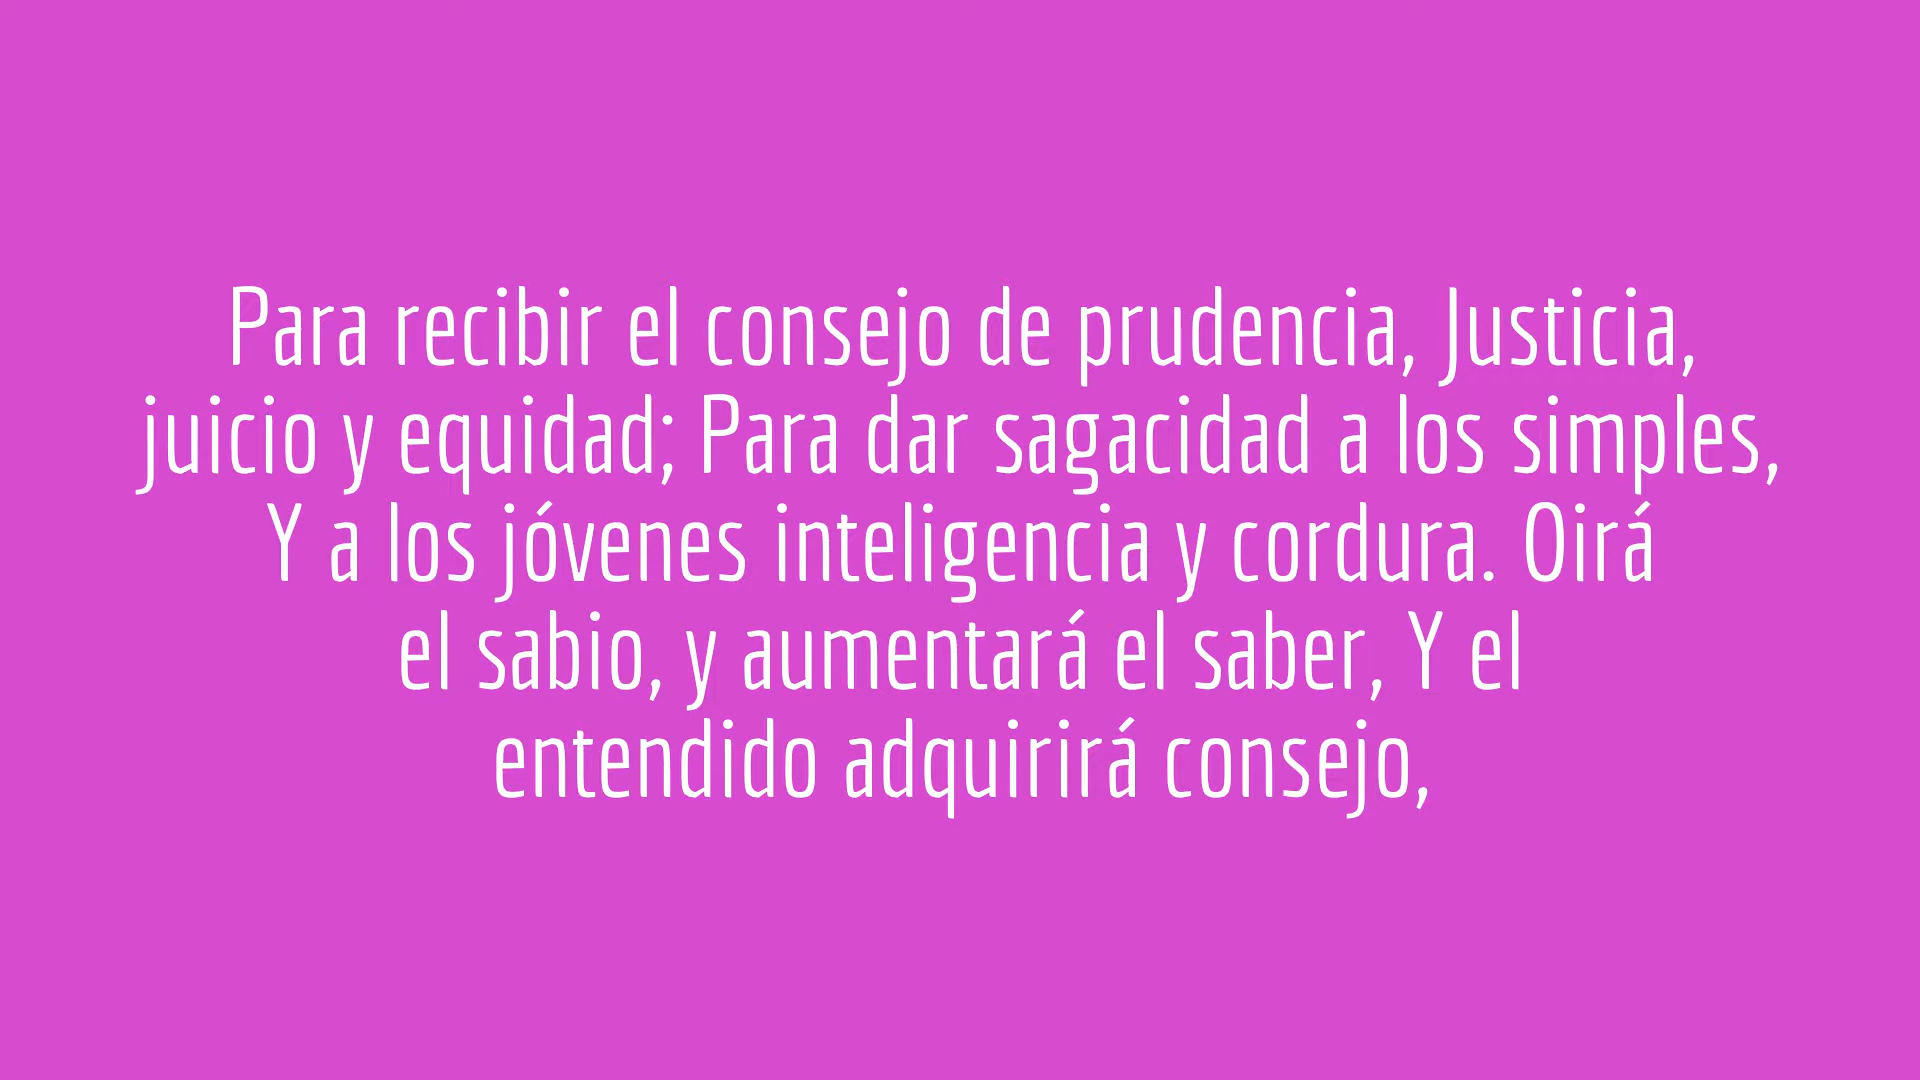 Para recibir el consejo de prudencia, Justicia,
juicio y equidad; Para dar sagacidad a los simples,
Y a los jóvenes inteligencia y cordura. Oirá
el sabio, y aumentará el saber, Y el
entendido adquirirá consejo,